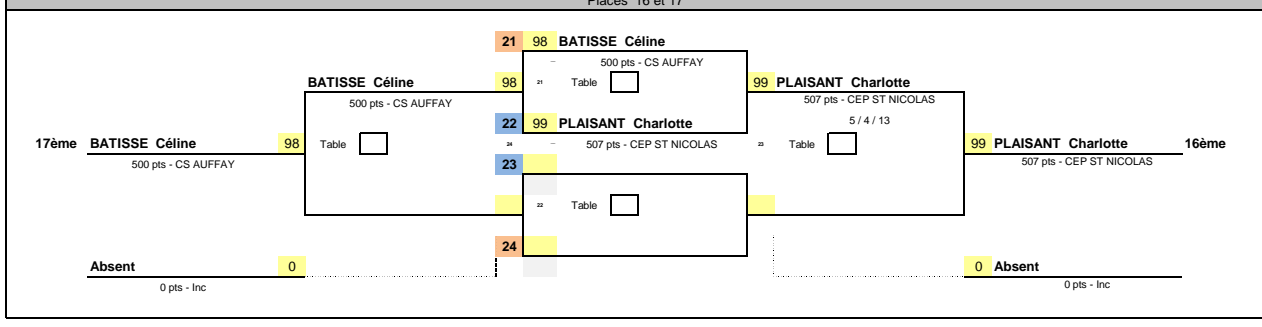 Places 16 et 17
21 98 BATISSE Céline
500 pts - CS AUFFAY
BATISSE Céline 98 21 Table 99 PLAISANT Charlotte
500 pts - CS AUFFAY 507 pts - CEP ST NICOLAS
22 99 PLAISANT Charlotte 5 / 4 / 13
17ème BATISSE Céline 98 Table 24 507 pts - CEP ST NICOLAS 23 Table 99 PLAISANT Charlotte 16ème
500 pts - CS AUFFAY 23 507 pts - CEP ST NICOLAS
22 Table
24
Absent 0 0 Absent
0 pts - Inc 0 pts - Inc